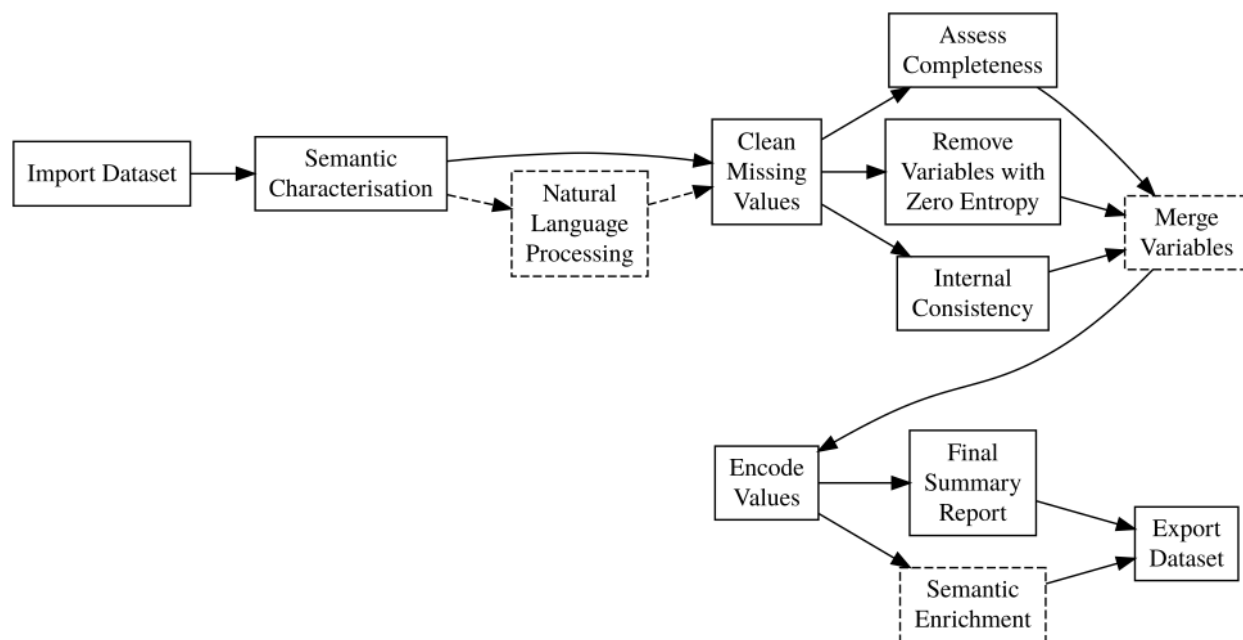 Import Dataset
Semantic
Characterisation
Natural
Language
Processing
Clean
Missing
Values
Assess
Completeness
Remove
Variables with
Zero Entropy
Internal
Consistency
Merge
Variables
Encode
Values
Final
Summary
Report
Semantic
Enrichment
Export
Dataset